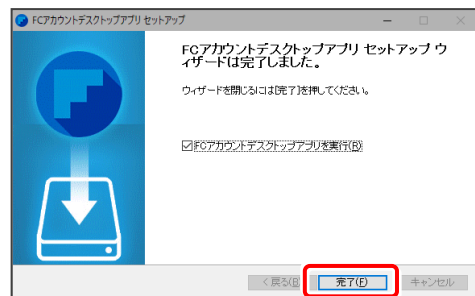 FCアカウントデスクトップアプリ セットアップ
FCアカウントデスクトップアプリ セットアップ ウ
ィザードは完了しました。
ウィザードを閉じるには[完了]を押してください。
FCアカウントデスクトップアプリを実行(R)
< 戻る(B) 完了(F) キャンセル